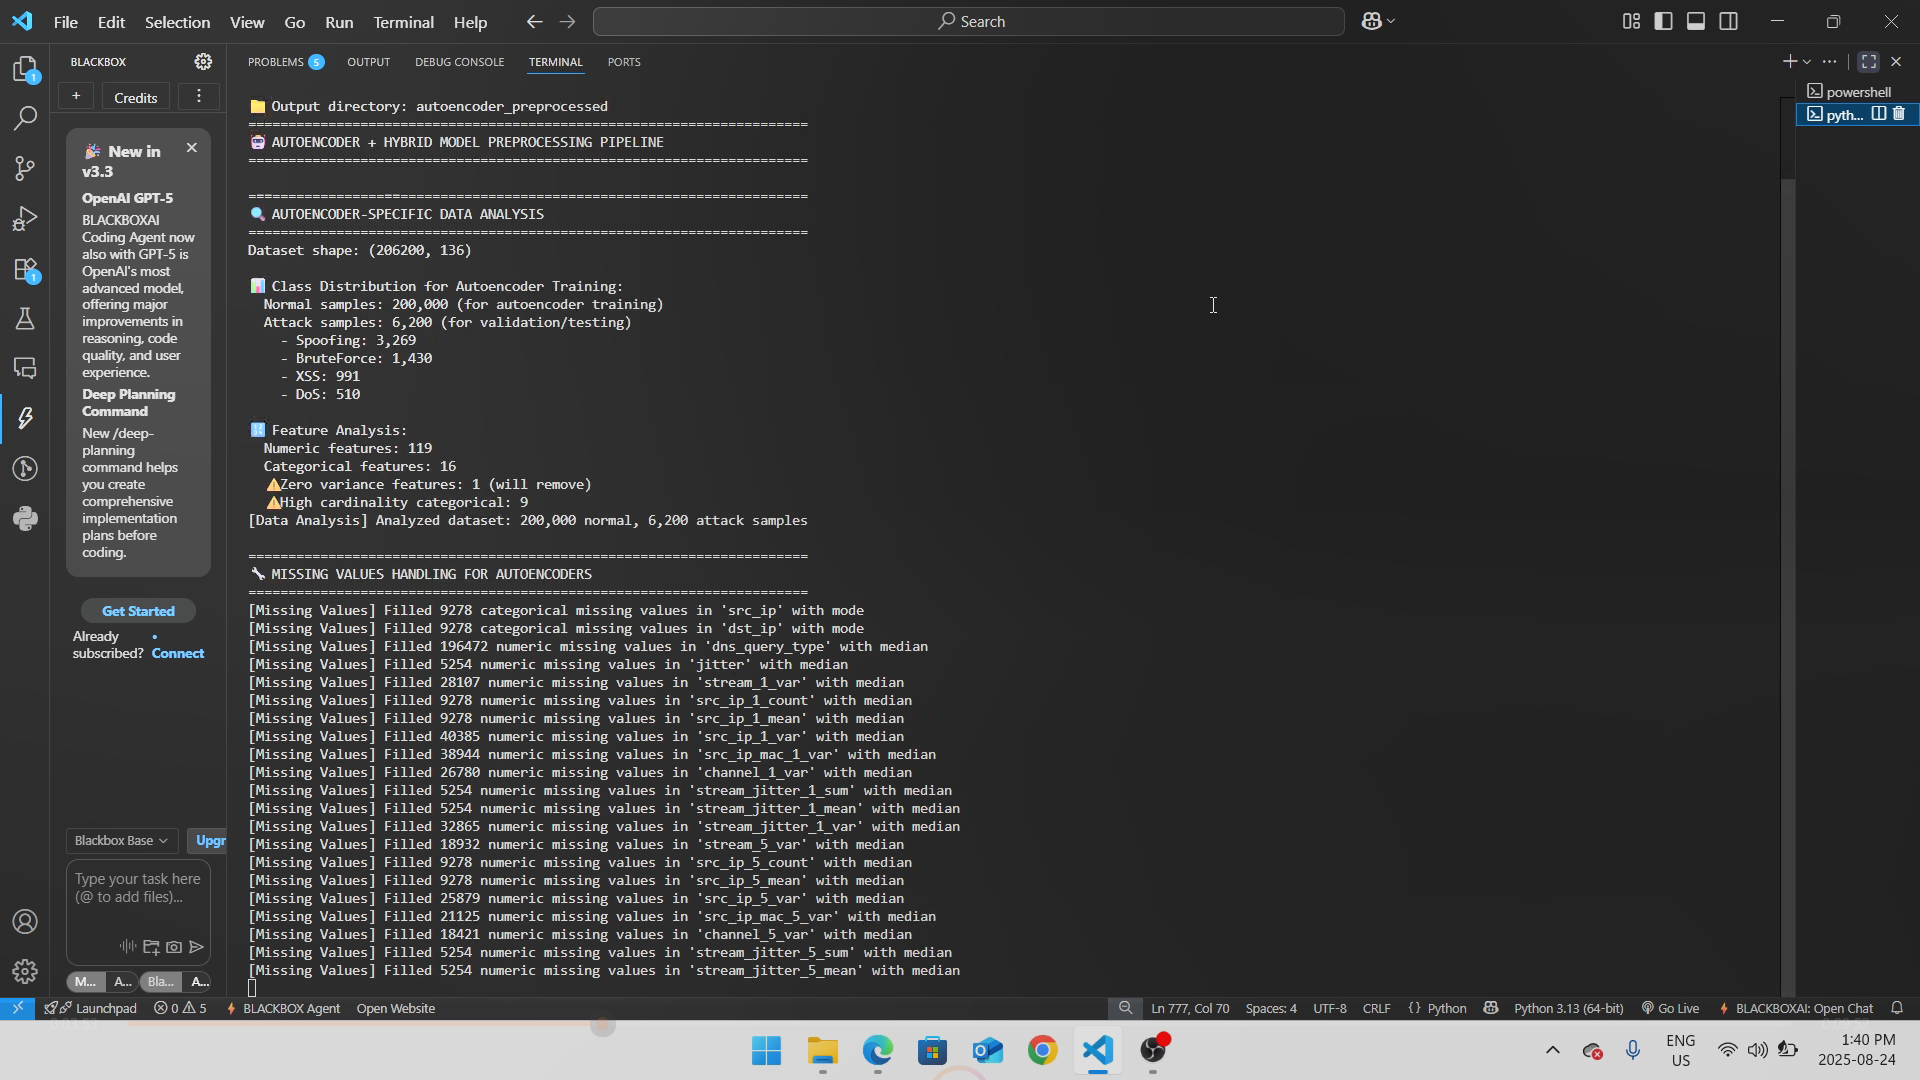 File Edit Selection View Go Run Terminal Help
Search
BLACKBOX
PROBLEMS 5 OUTPUT DEBUG CONSOLE TERMINAL PORTS
+ Credits
powershell
pyth...
New in
v3.3
OpenAI GPT-5
BLACKBOXAI
Coding Agent now
also with GPT-5 is
OpenAI's most
advanced model,
offering major
improvements in
reasoning, code
quality, and user
experience.
Deep Planning
Command
New /deep-
planning
command helps
you create
comprehensive
implementation
plans before
coding.
Get Started
Already
subscribed? Connect
Blackbox Base Upgr
Type your task here
(@ to add files)...
M... A... Bla... A...
Output directory: autoencoder_preprocessed
======================================================================
AUTOENCODER + HYBRID MODEL PREPROCESSING PIPELINE
======================================================================
======================================================================
AUTOENCODER-SPECIFIC DATA ANALYSIS
======================================================================
Dataset shape: (206200, 136)
Class Distribution for Autoencoder Training:
Normal samples: 200,000 (for autoencoder training)
Attack samples: 6,200 (for validation/testing)
- Spoofing: 3,269
- BruteForce: 1,430
- XSS: 991
- DoS: 510
Feature Analysis:
Numeric features: 119
Categorical features: 16
⚠Zero variance features: 1 (will remove)
⚠High cardinality categorical: 9
[Data Analysis] Analyzed dataset: 200,000 normal, 6,200 attack samples
======================================================================
MISSING VALUES HANDLING FOR AUTOENCODERS
======================================================================
[Missing Values] Filled 9278 categorical missing values in 'src_ip' with mode
[Missing Values] Filled 9278 categorical missing values in 'dst_ip' with mode
[Missing Values] Filled 196472 numeric missing values in 'dns_query_type' with median
[Missing Values] Filled 5254 numeric missing values in 'jitter' with median
[Missing Values] Filled 28107 numeric missing values in 'stream_1_var' with median
[Missing Values] Filled 9278 numeric missing values in 'src_ip_1_count' with median
[Missing Values] Filled 9278 numeric missing values in 'src_ip_1_mean' with median
[Missing Values] Filled 40385 numeric missing values in 'src_ip_1_var' with median
[Missing Values] Filled 38944 numeric missing values in 'src_ip_mac_1_var' with median
[Missing Values] Filled 26780 numeric missing values in 'channel_1_var' with median
[Missing Values] Filled 5254 numeric missing values in 'stream_jitter_1_sum' with median
[Missing Values] Filled 5254 numeric missing values in 'stream_jitter_1_mean' with median
[Missing Values] Filled 32865 numeric missing values in 'stream_jitter_1_var' with median
[Missing Values] Filled 18932 numeric missing values in 'stream_5_var' with median
[Missing Values] Filled 9278 numeric missing values in 'src_ip_5_count' with median
[Missing Values] Filled 9278 numeric missing values in 'src_ip_5_mean' with median
[Missing Values] Filled 25879 numeric missing values in 'src_ip_5_var' with median
[Missing Values] Filled 21125 numeric missing values in 'src_ip_mac_5_var' with median
[Missing Values] Filled 18421 numeric missing values in 'channel_5_var' with median
[Missing Values] Filled 5254 numeric missing values in 'stream_jitter_5_sum' with median
[Missing Values] Filled 5254 numeric missing values in 'stream_jitter_5_mean' with median
Launchpad 0 5 BLACKBOX Agent Open Website Ln 777, Col 70 Spaces: 4 UTF-8 CRLF {} Python Python 3.13 (64-bit) Go Live BLACKBOXAI: Open Chat
ENG
US
1:40 PM
2025-08-24